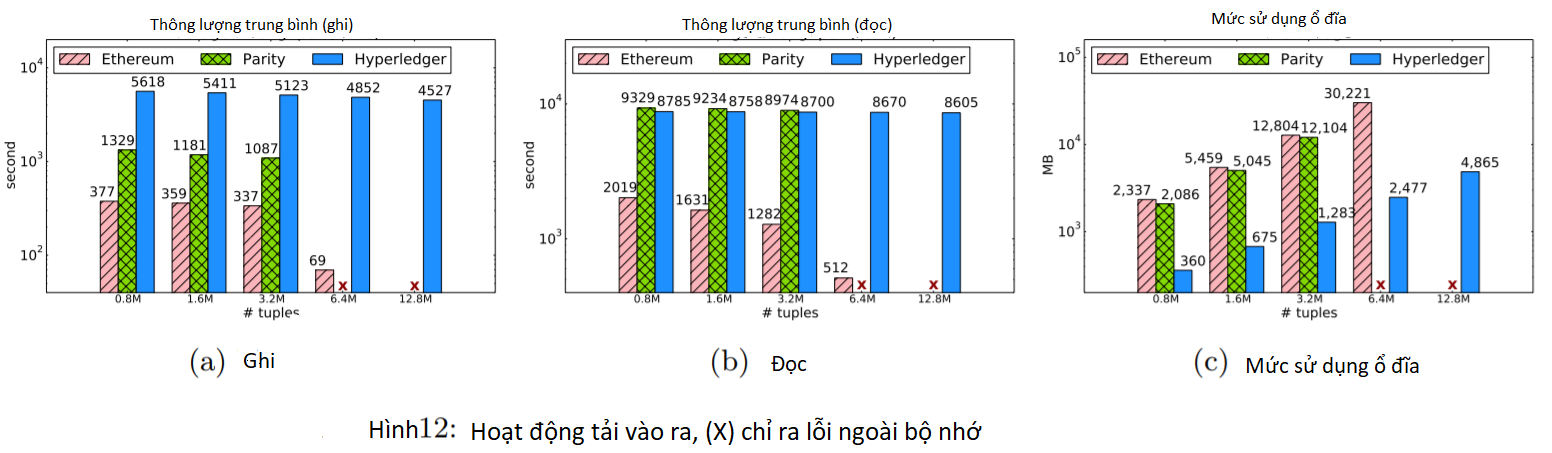 Thông lượng trung bình (ghi)
Ethereum Parity Hyperledger
second
10^4
10^3
10^2
5618
5411
5123
4852
4527
1329
1181
1087
377
359
337
69
x
x
0.8M 1.6M 3.2M 6.4M 12.8M
# tuples
(a) Ghi
Thông lượng trung bình (đọc)
Ethereum Parity Hyperledger
second
10^4
10^3
9329 8785
9234 8758
8974 8700
8670
8605
2019
1631
1282
512
x
x
0.8M 1.6M 3.2M 6.4M 12.8M
# tuples
(b) Đọc
Mức sử dụng ổ đĩa
Ethereum Parity Hyperledger
MB
10^5
10^4
10^3
30,221
12,804
12,104
5,459
5,045
4,865
2,337
2,086
2,477
1,283
675
360
x
x
0.8M 1.6M 3.2M 6.4M 12.8M
# tuples
(c) Mức sử dụng ổ đĩa
Hình12: Hoạt động tải vào ra, (X) chỉ ra lỗi ngoài bộ nhớ